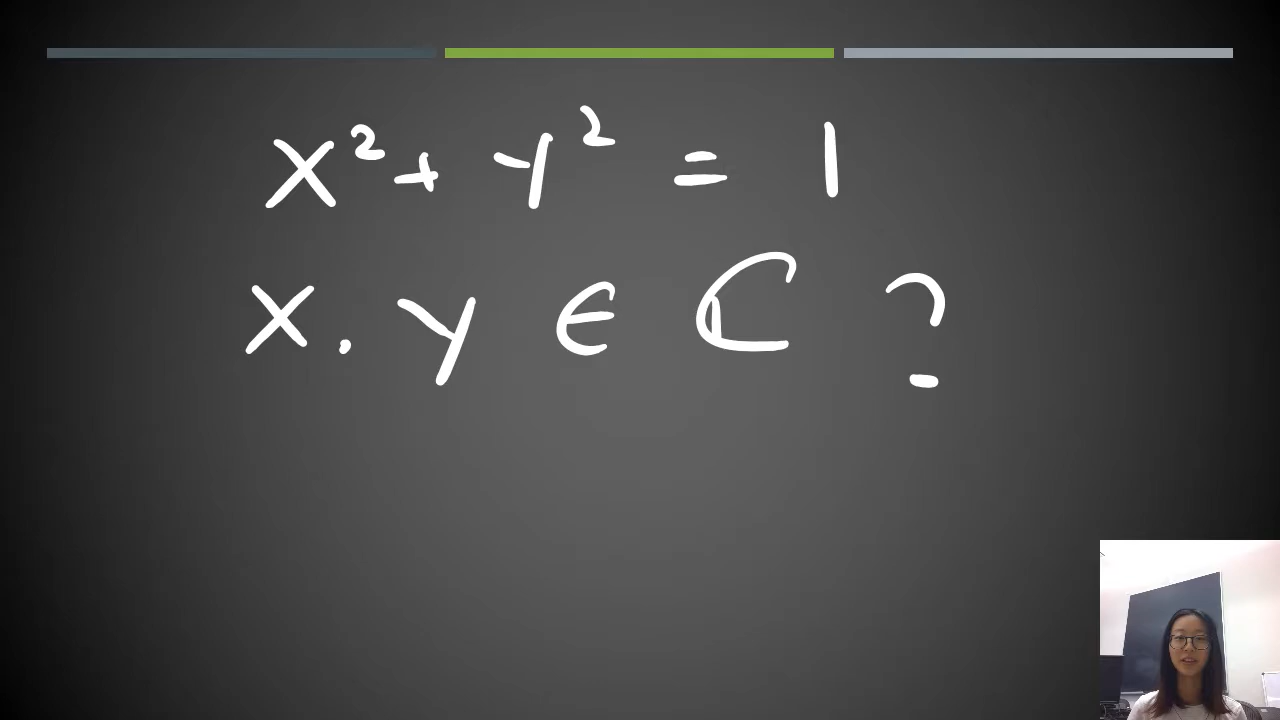 x² + y² = 1
x. y ∈ ℂ ?